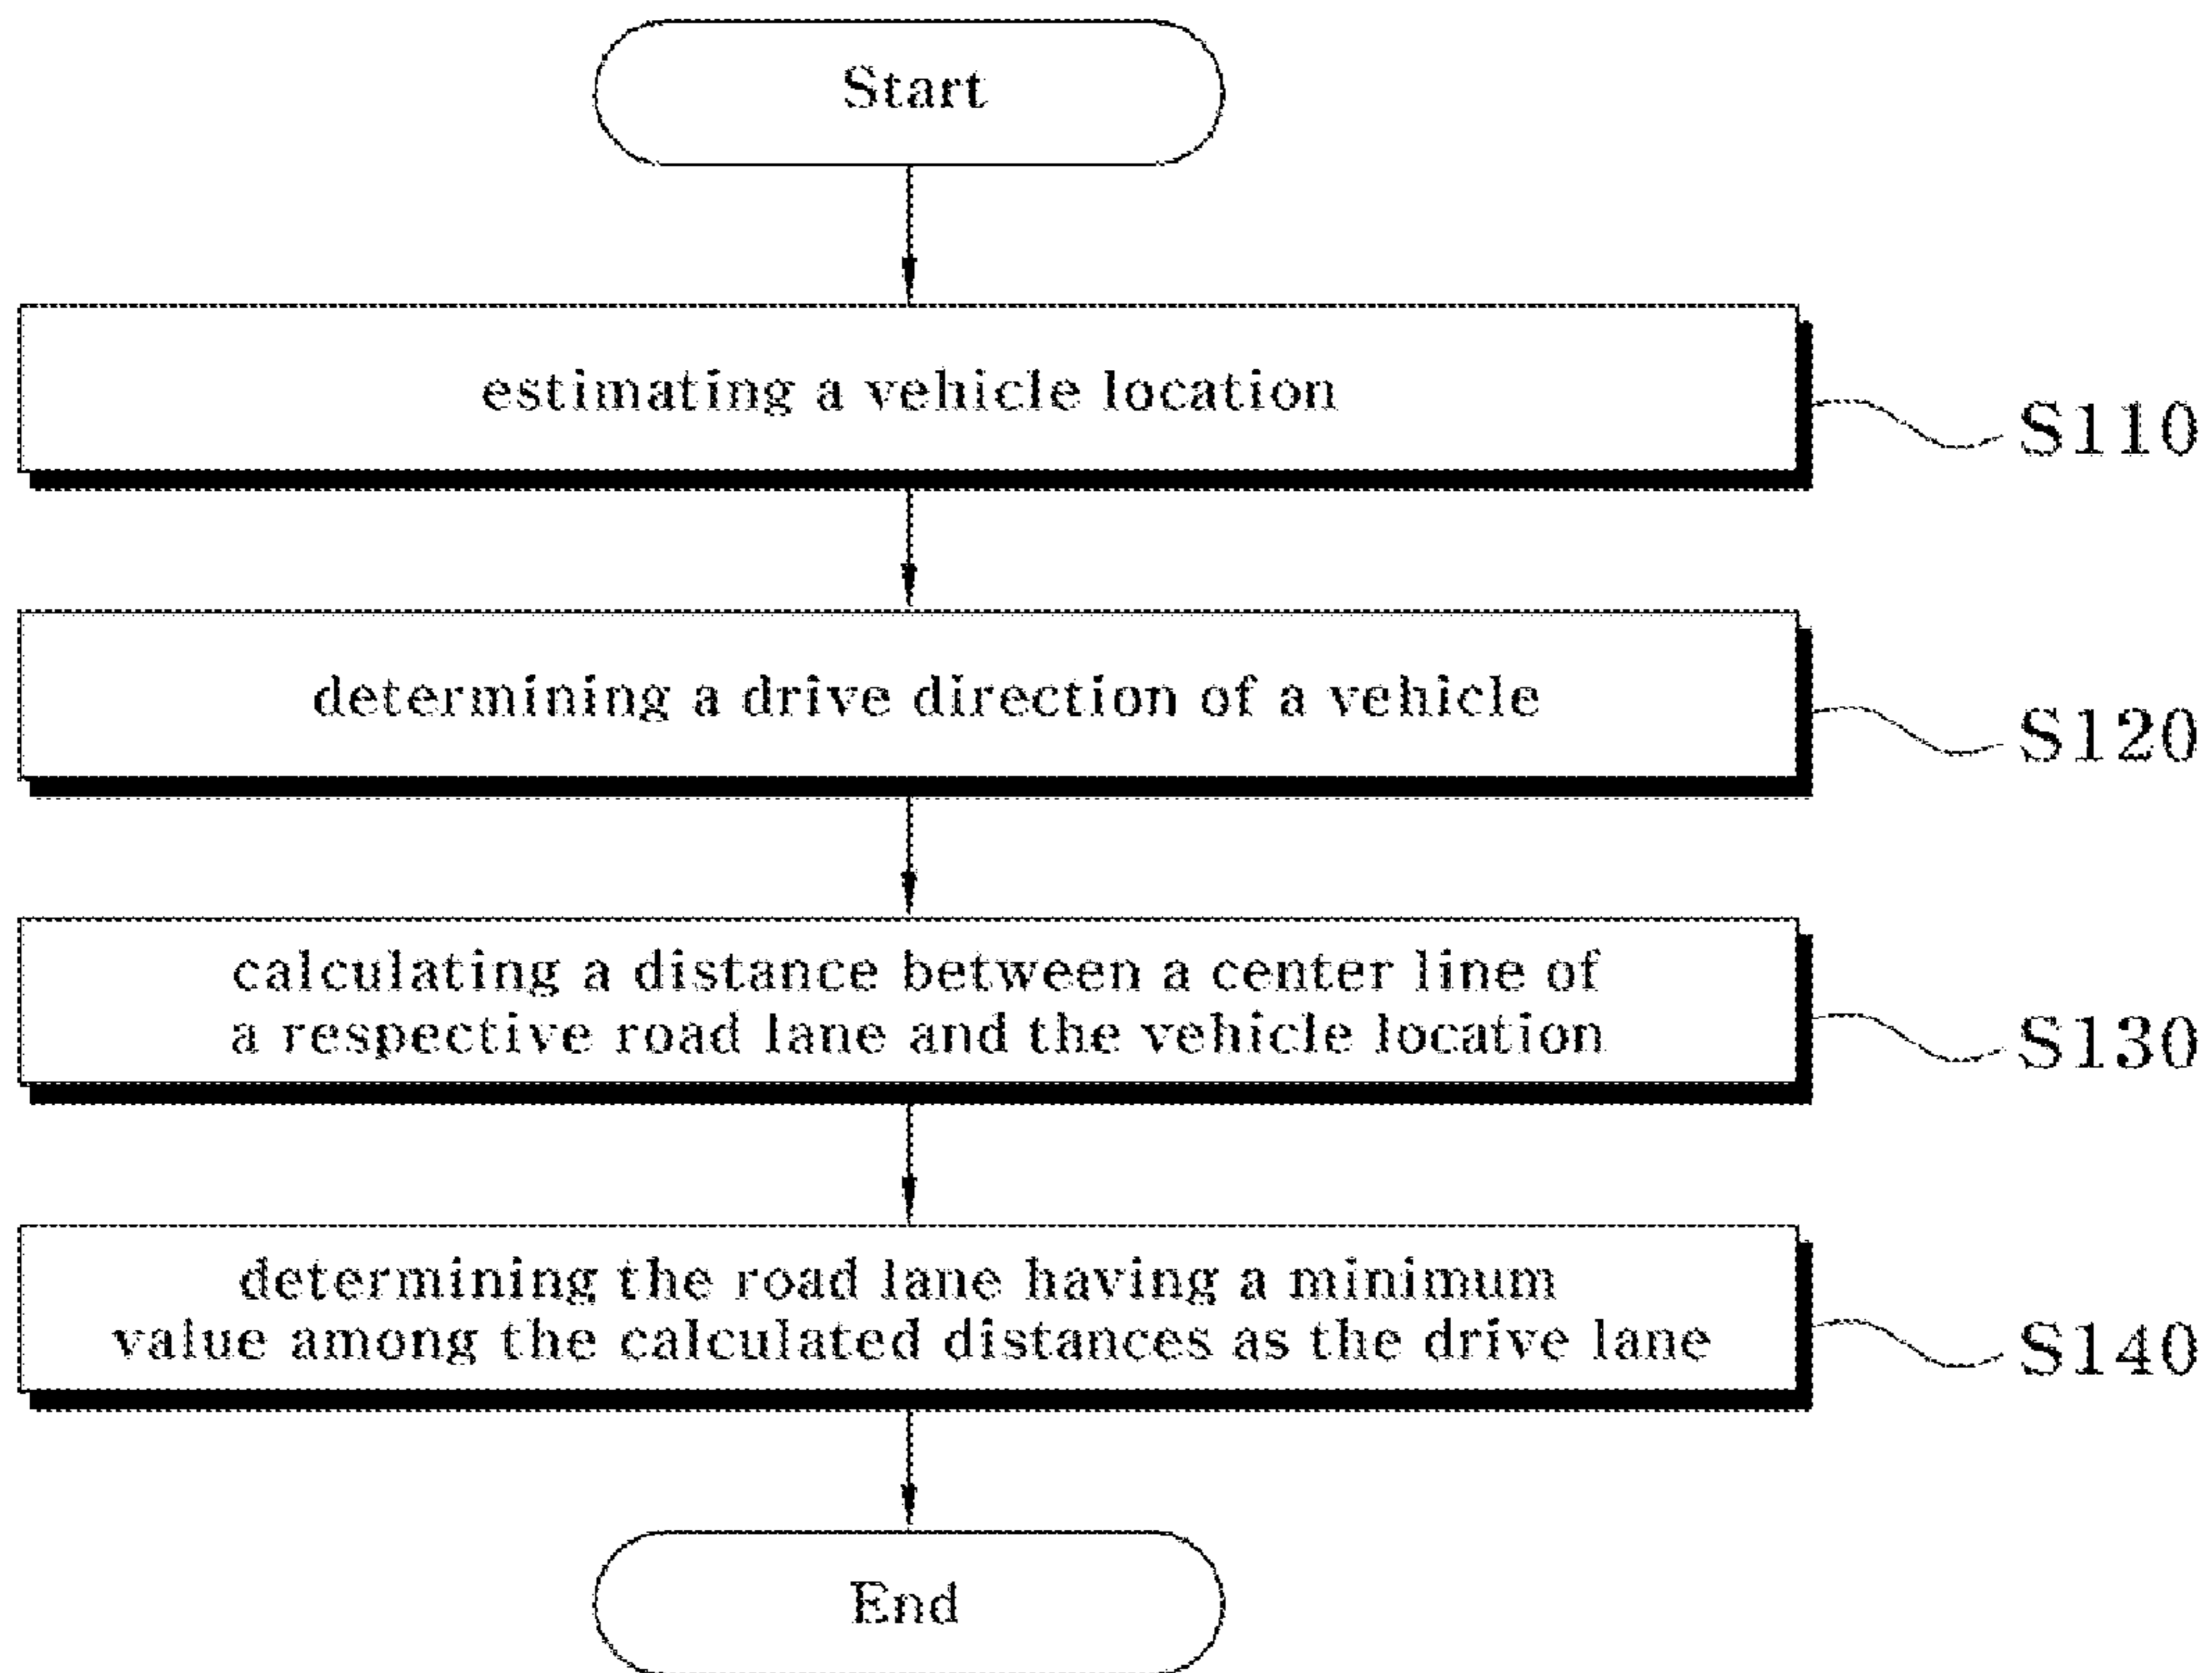 Start
estimating a vehicle location
S110
determining a drive direction of a vehicle
S120
calculating a distance between a center line of
a respective road lane and the vehicle location
S130
determining the road lane having a minimum
value among the calculated distances as the drive lane
S140
End